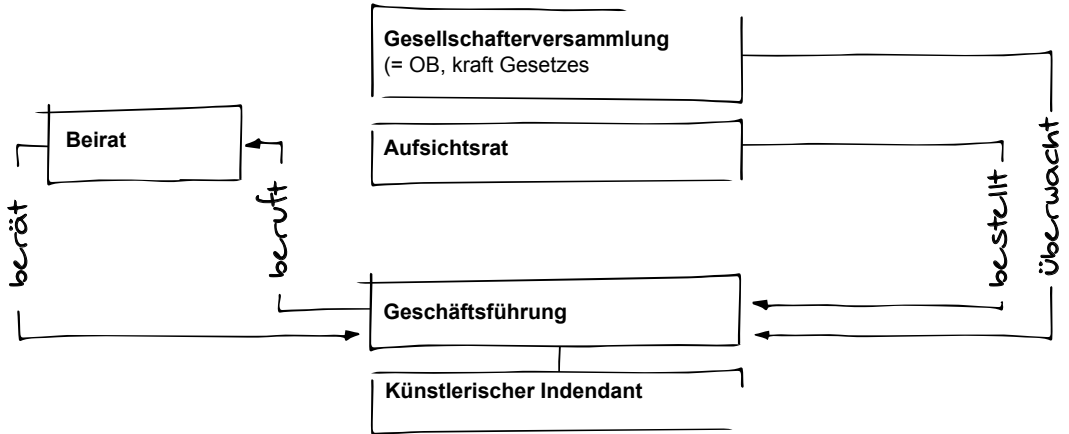 Gesellschafterversammlung
(= OB, kraft Gesetzes
Beirat
Aufsichtsrat
berät
beruft
bestellt
überwacht
Geschäftsführung
Künstlerischer Indendant